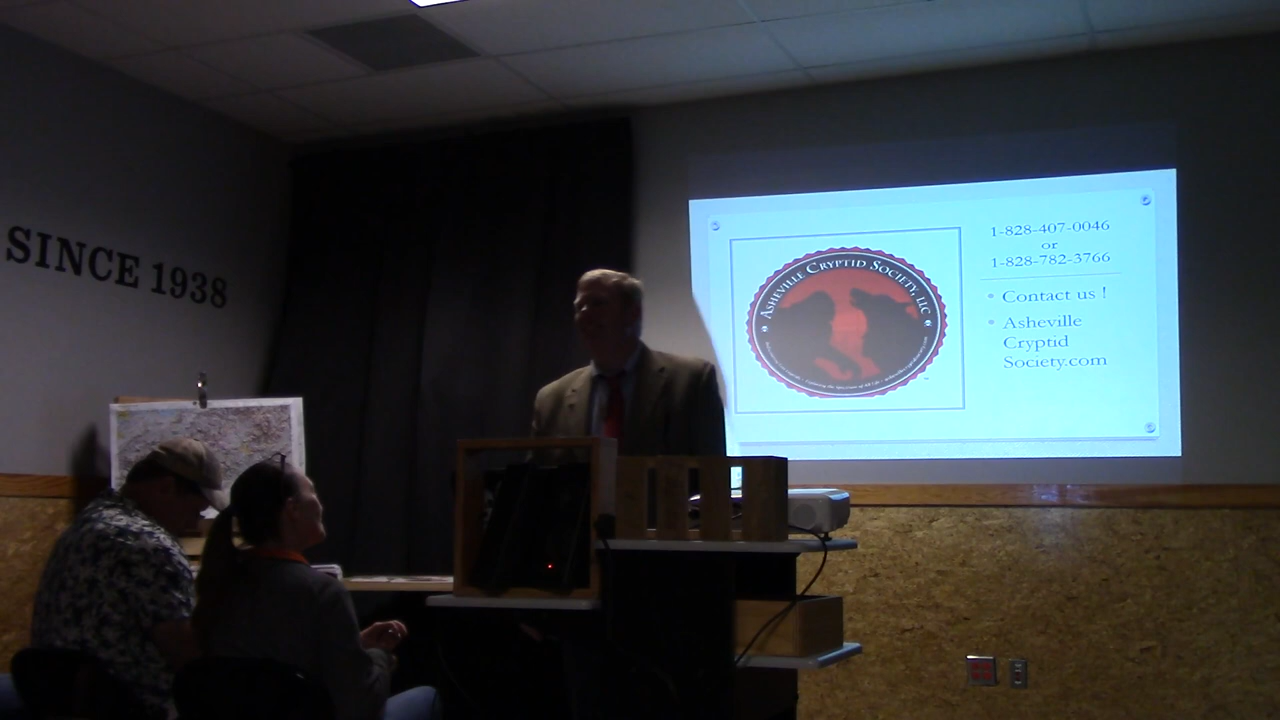 SINCE 1938
ASHEVILLE CRYPTID SOCIETY, LLC
1-828-407-0046
or
1-828-782-3766
• Contact us !
• Asheville
Cryptid
Society.com